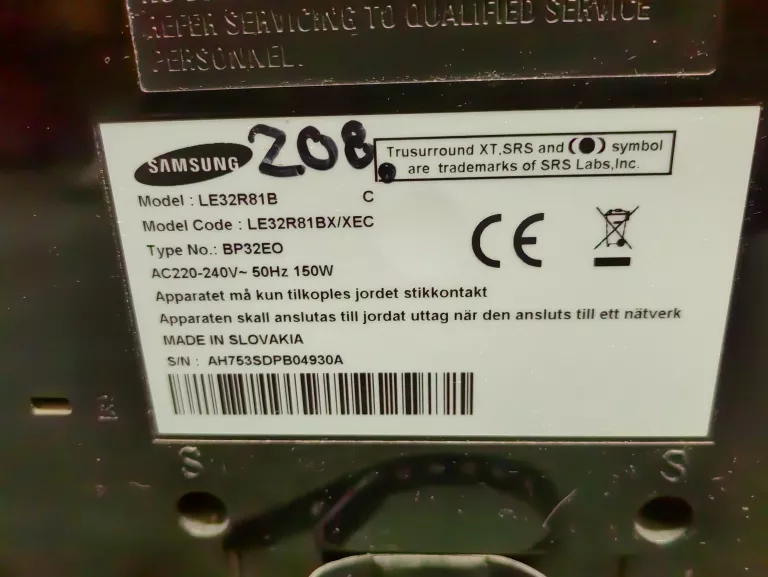 REFER SERVICING TO QUALIFIED SERVICE
PERSONNEL.
SAMSUNG
208.
Trusurround XT,SRS and (●) symbol
are trademarks of SRS Labs,Inc.
Model : LE32R81B C
Model Code : LE32R81BX/XEC
Type No.: BP32EO
AC220-240V~ 50Hz 150W
CE
Apparatet må kun tilkoples jordet stikkontakt
Apparaten skall anslutas till jordat uttag när den ansluts till ett nätverk
MADE IN SLOVAKIA
S/N : AH753SDPB04930A
S S